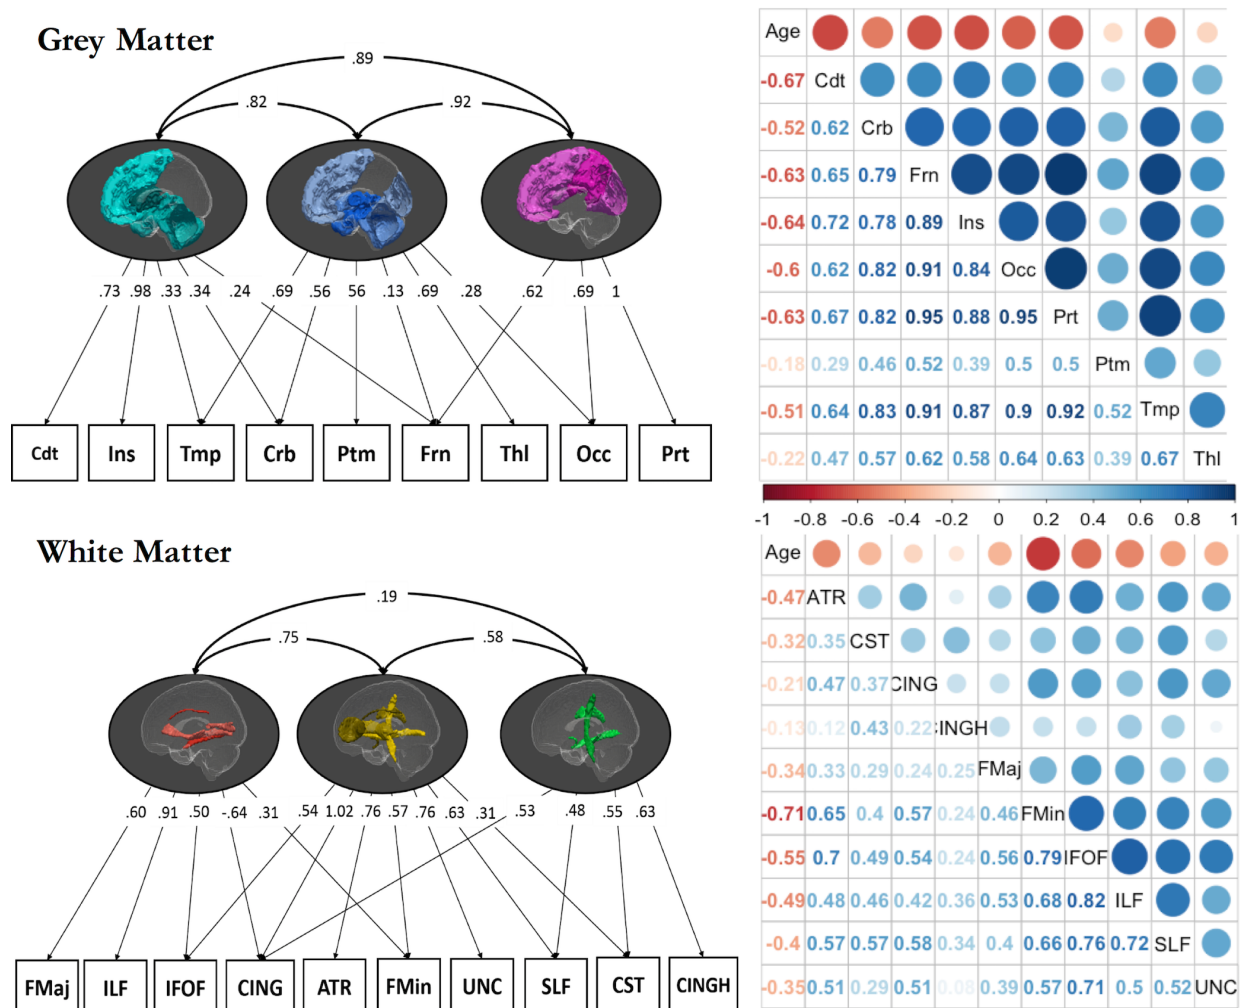 Grey Matter
.89
.82
.92
.73 .98 .33 .34 .24 .69 .56 56 .13 .69 .28 .62 .69 1
Cdt Ins Tmp Crb Ptm Frn Thl Occ Prt
Age
-0.67 Cdt
-0.52 0.62 Crb
-0.63 0.65 0.79 Frn
-0.64 0.72 0.78 0.89 Ins
-0.6 0.62 0.82 0.91 0.84 Occ
-0.63 0.67 0.82 0.95 0.88 0.95 Prt
-0.18 0.29 0.46 0.52 0.39 0.5 0.5 Ptm
-0.51 0.64 0.83 0.91 0.87 0.9 0.92 0.52 Tmp
-0.22 0.47 0.57 0.62 0.58 0.64 0.63 0.39 0.67 Thl
-1 -0.8 -0.6 -0.4 -0.2 0 0.2 0.4 0.6 0.8 1
White Matter
.19
.75
.58
.60 .91 .50 -.64 .31 .54 1.02 .76 .57 .76 .63 .31 .53 .48 .55 .63
FMaj ILF IFOF CING ATR FMin UNC SLF CST CINGH
Age
-0.47 ATR
-0.32 0.35 CST
-0.21 0.47 0.37 CING
-0.13 0.12 0.43 0.22 CINGH
-0.34 0.33 0.29 0.24 0.25 FMaj
-0.71 0.65 0.4 0.57 0.24 0.46 FMin
-0.55 0.7 0.49 0.54 0.24 0.56 0.79 IFOF
-0.49 0.48 0.46 0.42 0.36 0.53 0.68 0.82 ILF
-0.4 0.57 0.57 0.58 0.34 0.4 0.66 0.76 0.72 SLF
-0.35 0.51 0.29 0.51 0.08 0.39 0.57 0.71 0.5 0.52 UNC